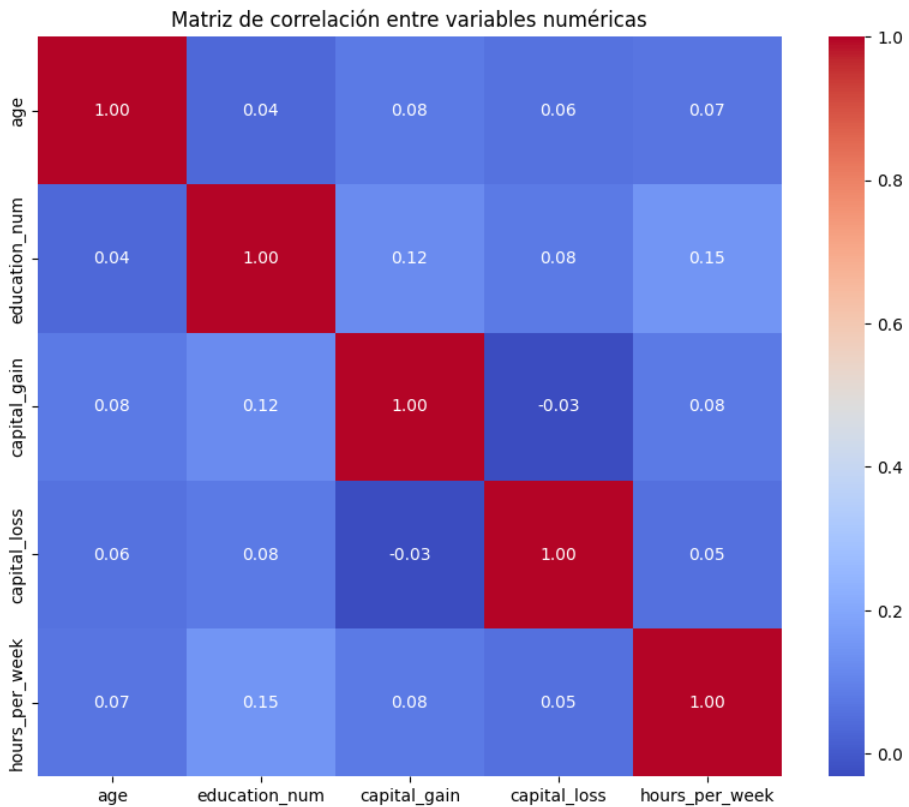 Matriz de correlación entre variables numéricas
age 1.00 0.04 0.08 0.06 0.07
education_num 0.04 1.00 0.12 0.08 0.15
capital_gain 0.08 0.12 1.00 -0.03 0.08
capital_loss 0.06 0.08 -0.03 1.00 0.05
hours_per_week 0.07 0.15 0.08 0.05 1.00
age education_num capital_gain capital_loss hours_per_week
1.0
0.8
0.6
0.4
0.2
0.0